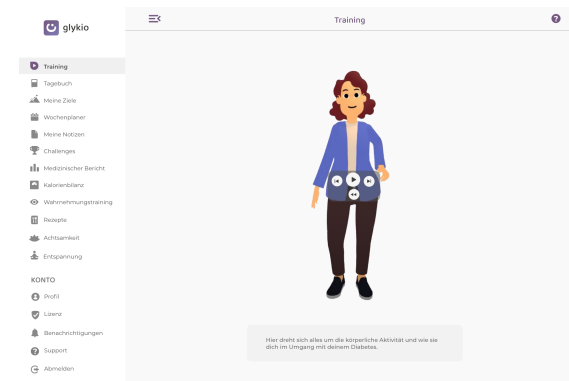 glykio
Training
Training
Tagebuch
Meine Ziele
Wochenplaner
Meine Notizen
Challenges
Medizinischer Bericht
Kalorienbilanz
Wahrnehmungstraining
Rezepte
Achtsamkeit
Entspannung
KONTO
Profil
Lizenz
Benachrichtigungen
Support
Abmelden
Hier dreht sich alles um die körperliche Aktivität und wie sie
dich im Umgang mit deinem Diabetes.